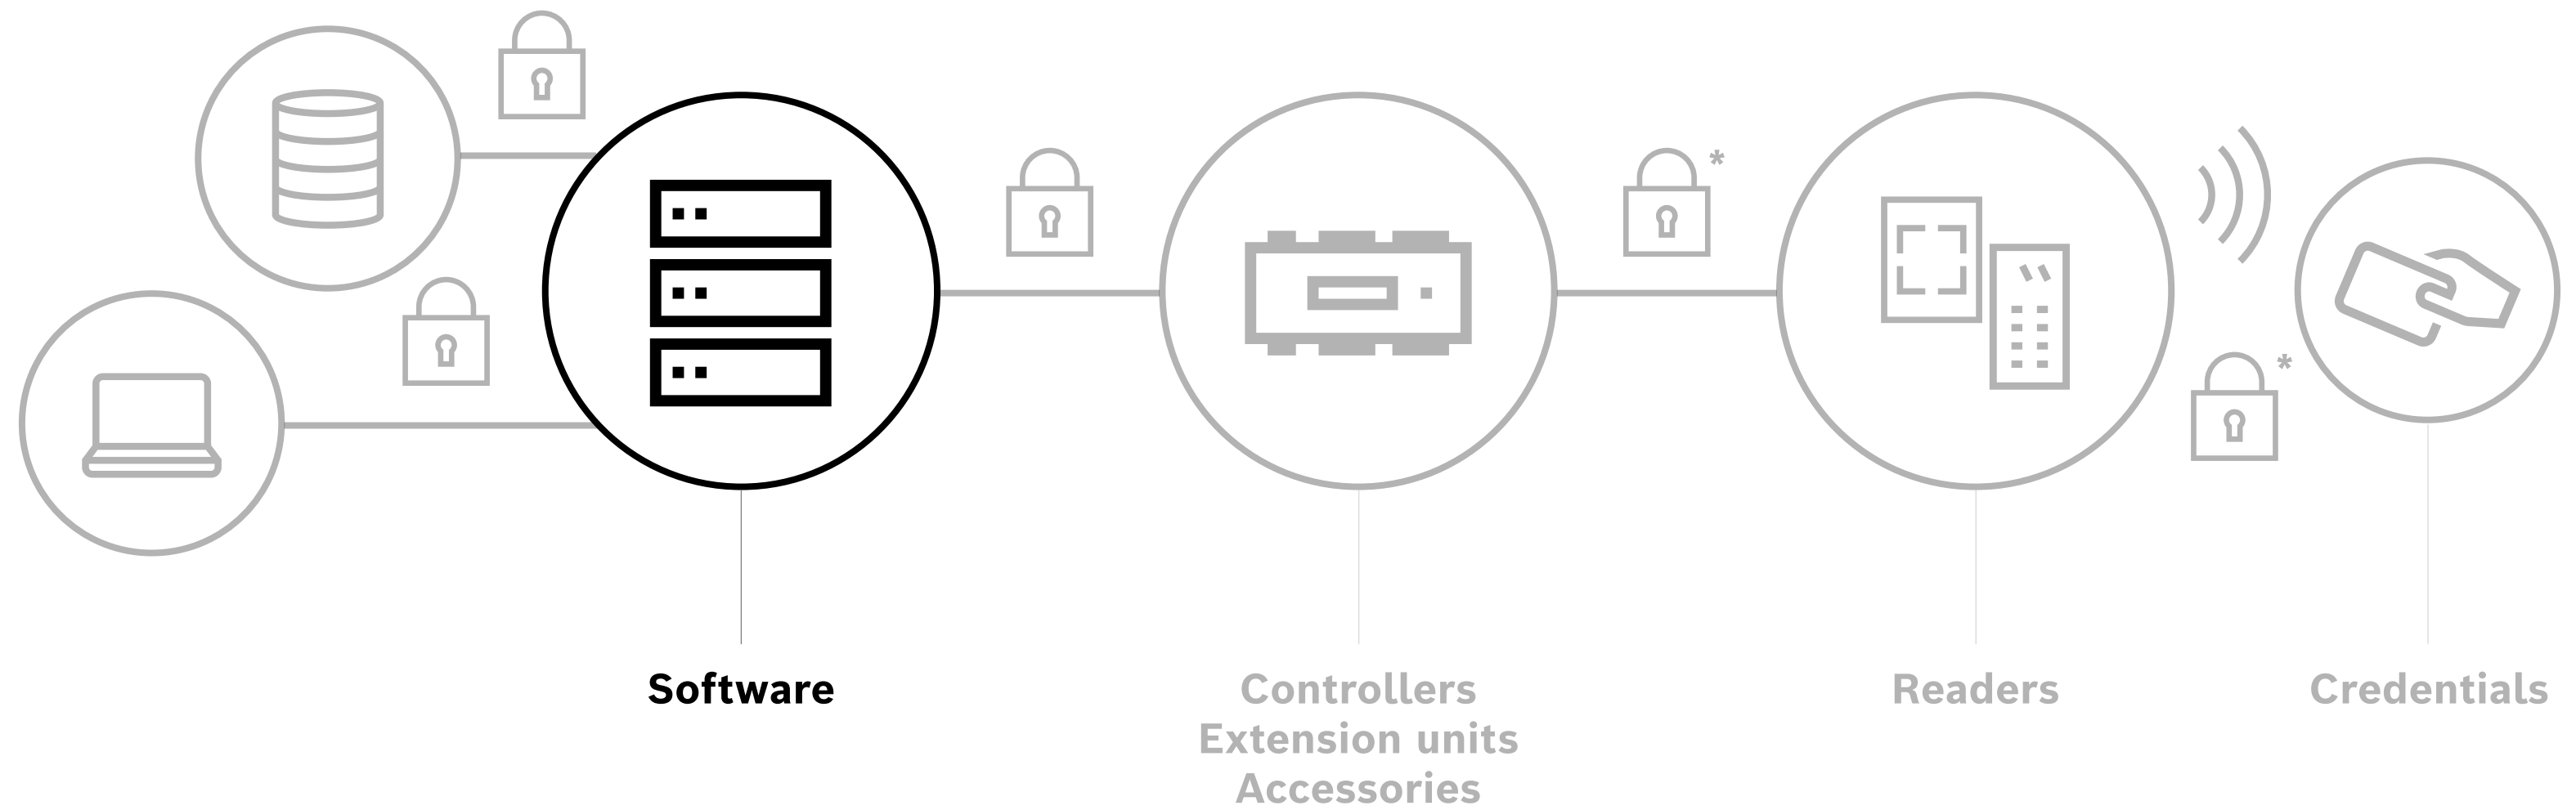 *
*
Software
Controllers
Extension units
Accessories
Readers
Credentials